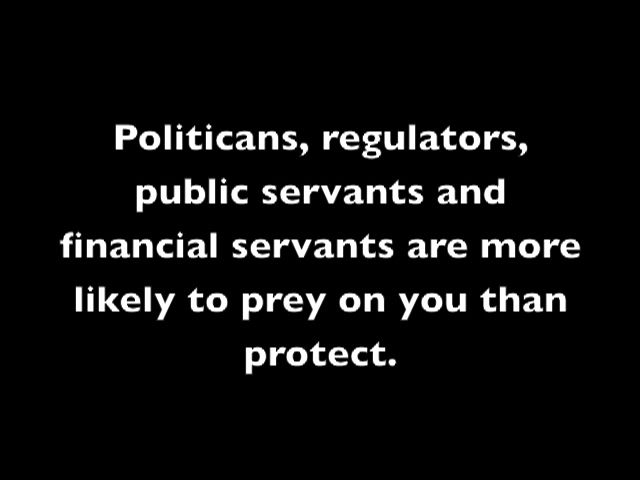 Politicans, regulators,
public servants and
financial servants are more
likely to prey on you than
protect.